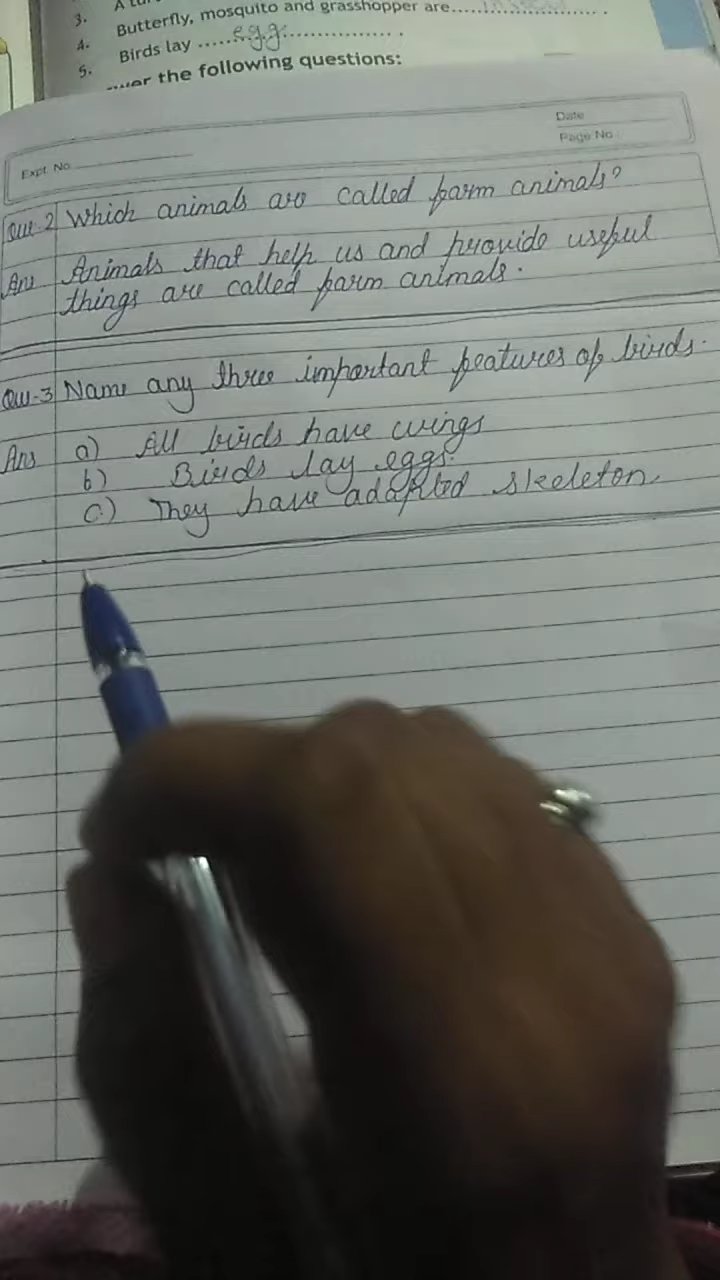 3.
4. Butterfly, mosquito and grasshopper are
5. Birds lay ......egg.......... .
the following questions:
Expt. No.
Date
Page No.
Que.2 Which animals are called farm animals?
Ans Animals that help us and provide useful
things are called farm animals.
Que-3 Name any three important features of birds.
Ans a) All birds have wings
b) Birds lay eggs.
c) They have adapted skeleton.